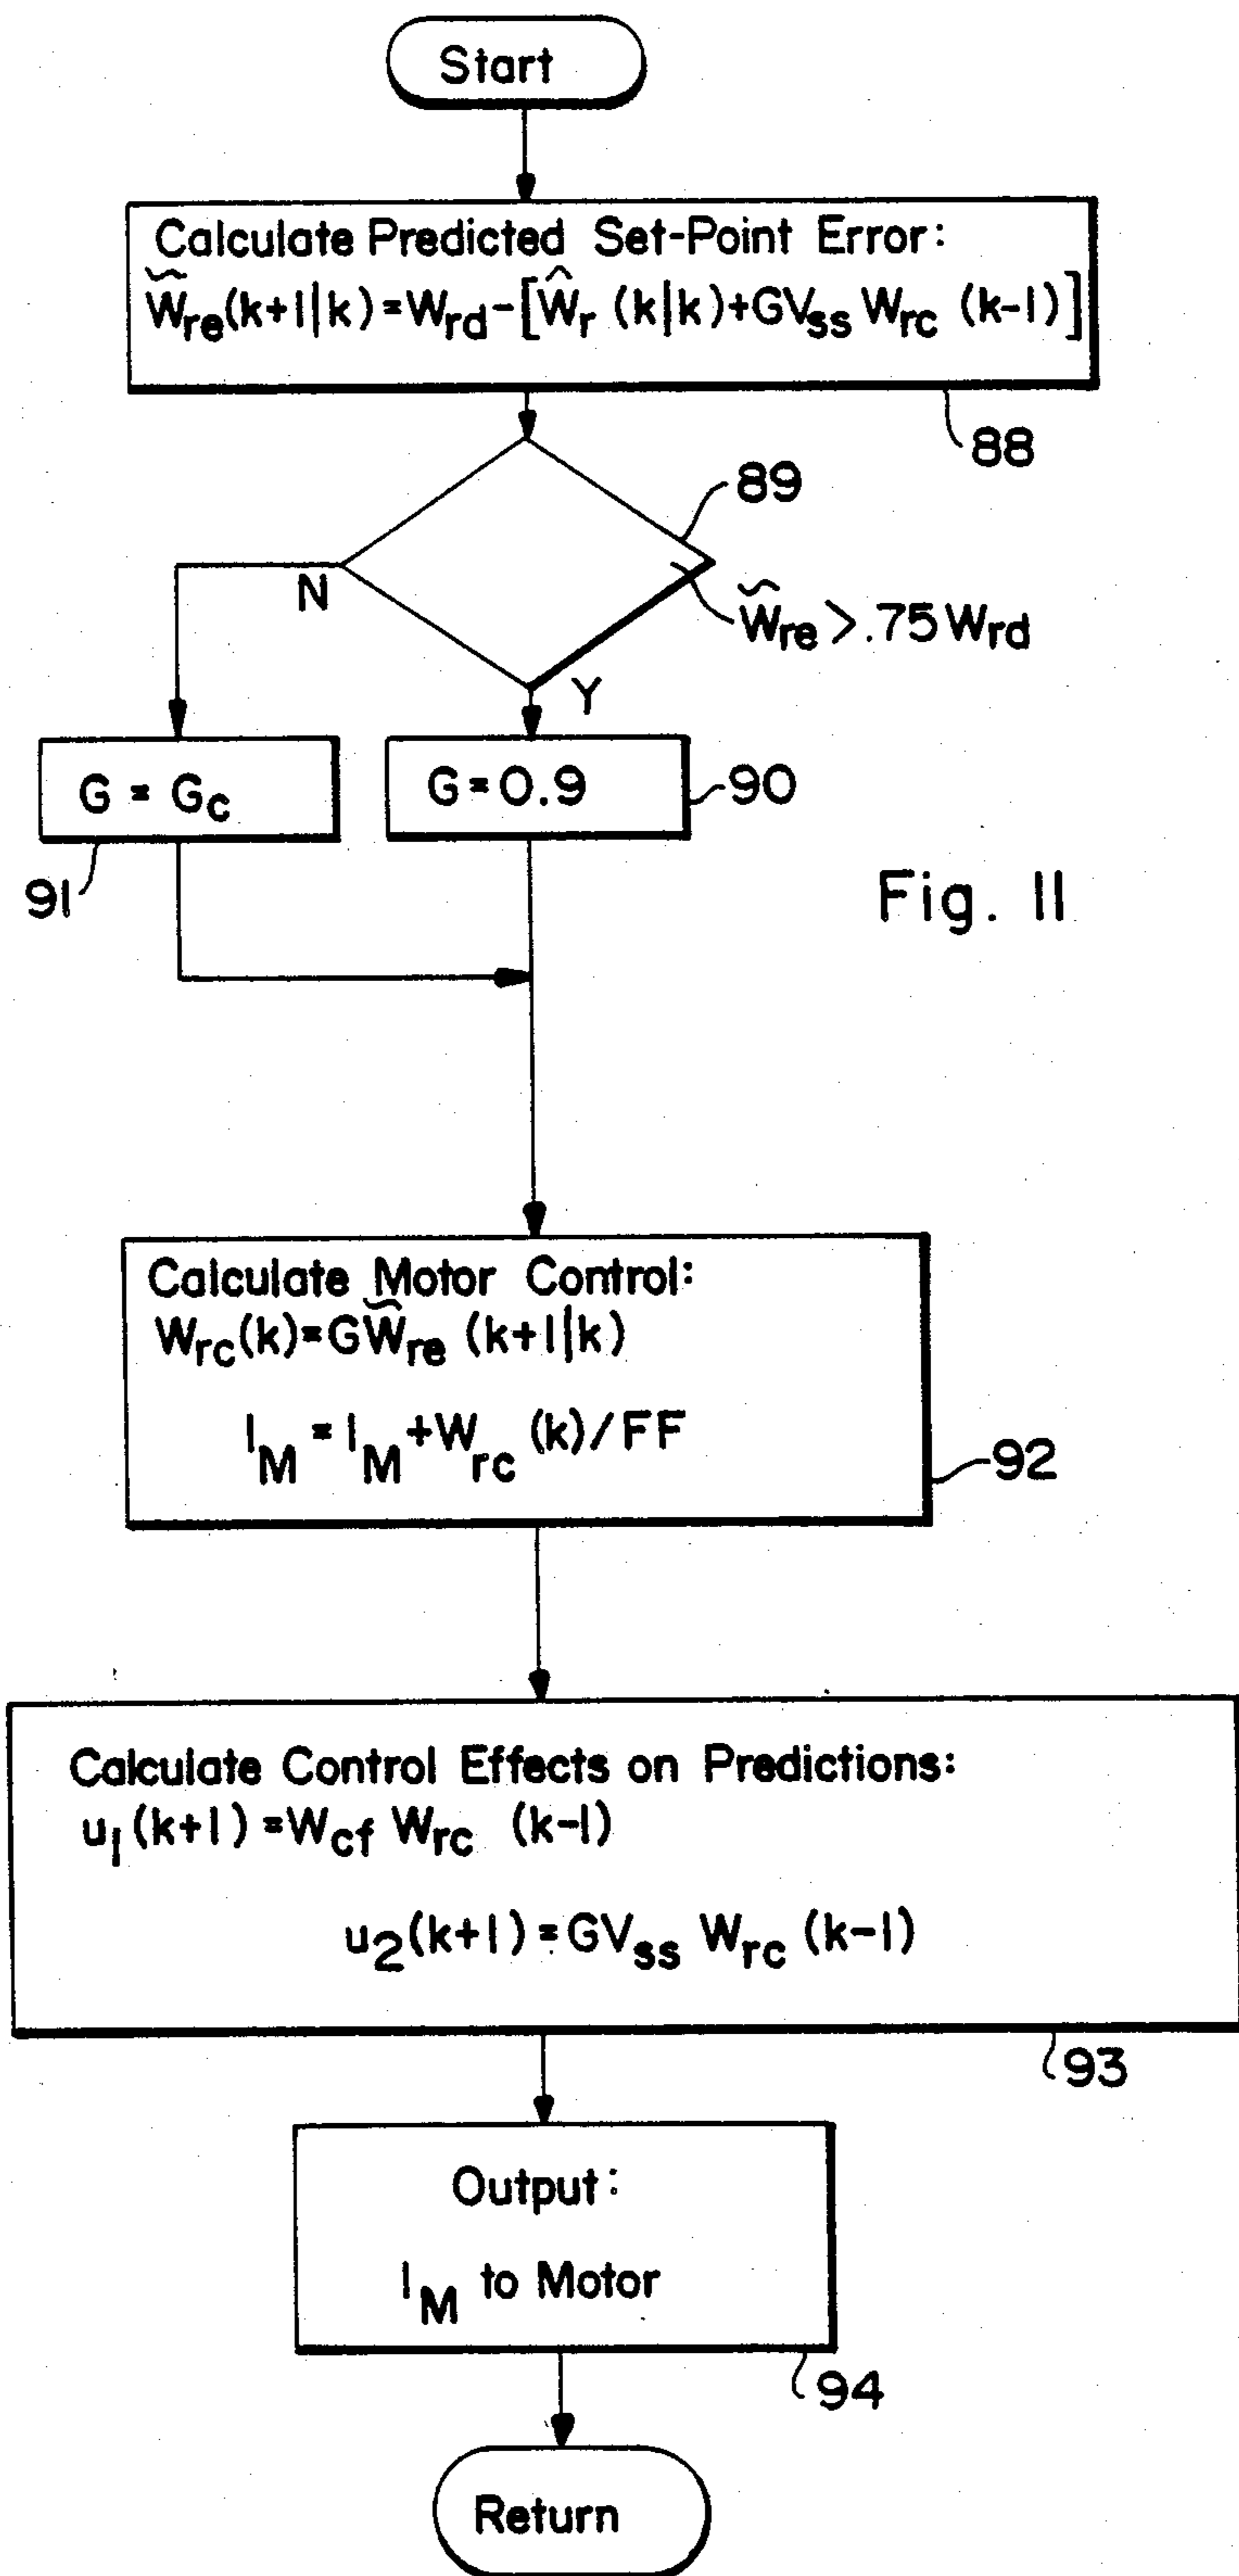 Start
Calculate Predicted Set-Point Error:
W̃re(k+1|k)=Wrd-[Ŵr (k|k)+GVss Wrc (k-1)]
88
89
N
W̃re > .75Wrd
Y
G = Gc
G=0.9
90
91
Fig. 11
Calculate Motor Control:
Wrc(k)=GW̃re (k+1|k)
IM = IM+Wrc (k)/FF
92
Calculate Control Effects on Predictions:
u1(k+1)=Wcf Wrc (k-1)
u2(k+1)=GVss Wrc (k-1)
93
Output:
IM to Motor
94
Return